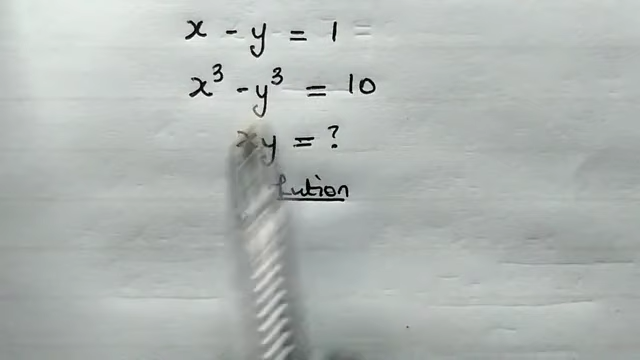 x - y = 1 =
x³ - y³ = 10
xy = ?